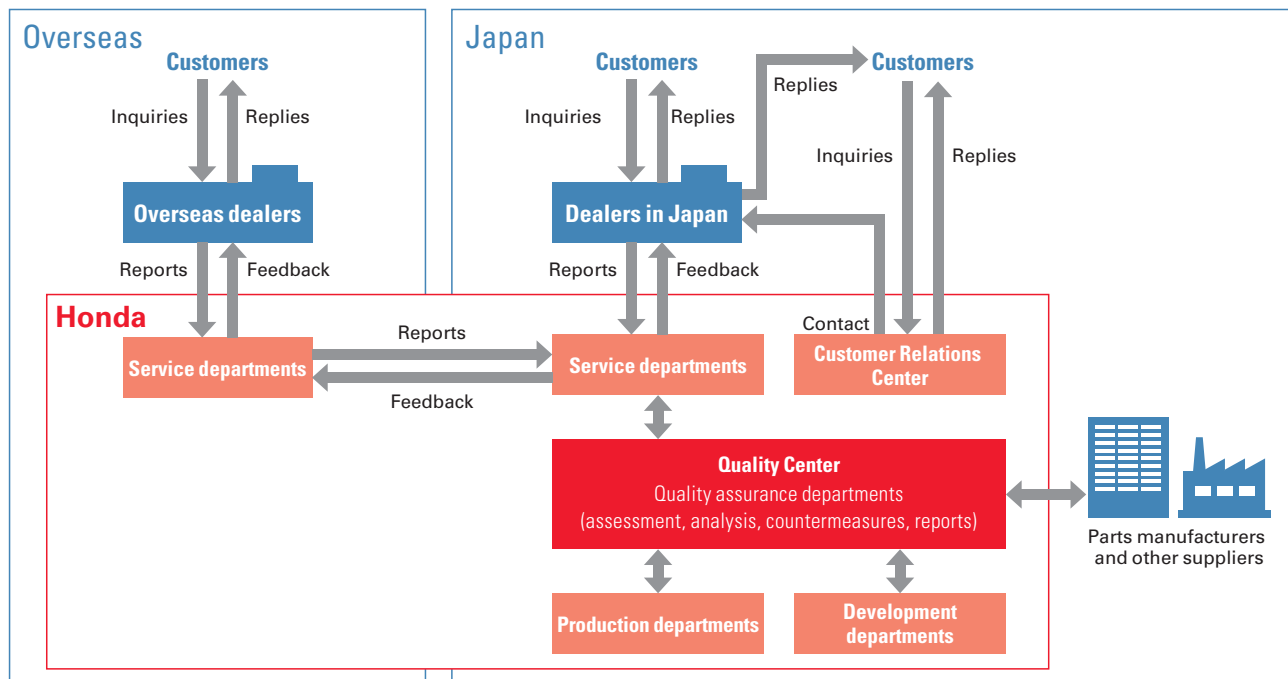 Overseas
Japan
Customers
Customers
Customers
Replies
Inquiries
Replies
Inquiries
Replies
Inquiries
Replies
Overseas dealers
Dealers in Japan
Reports
Feedback
Reports
Feedback
Honda
Contact
Reports
Service departments
Service departments
Customer Relations
Center
Feedback
Quality Center
Quality assurance departments
(assessment, analysis, countermeasures, reports)
Parts manufacturers
and other suppliers
Production departments
Development
departments